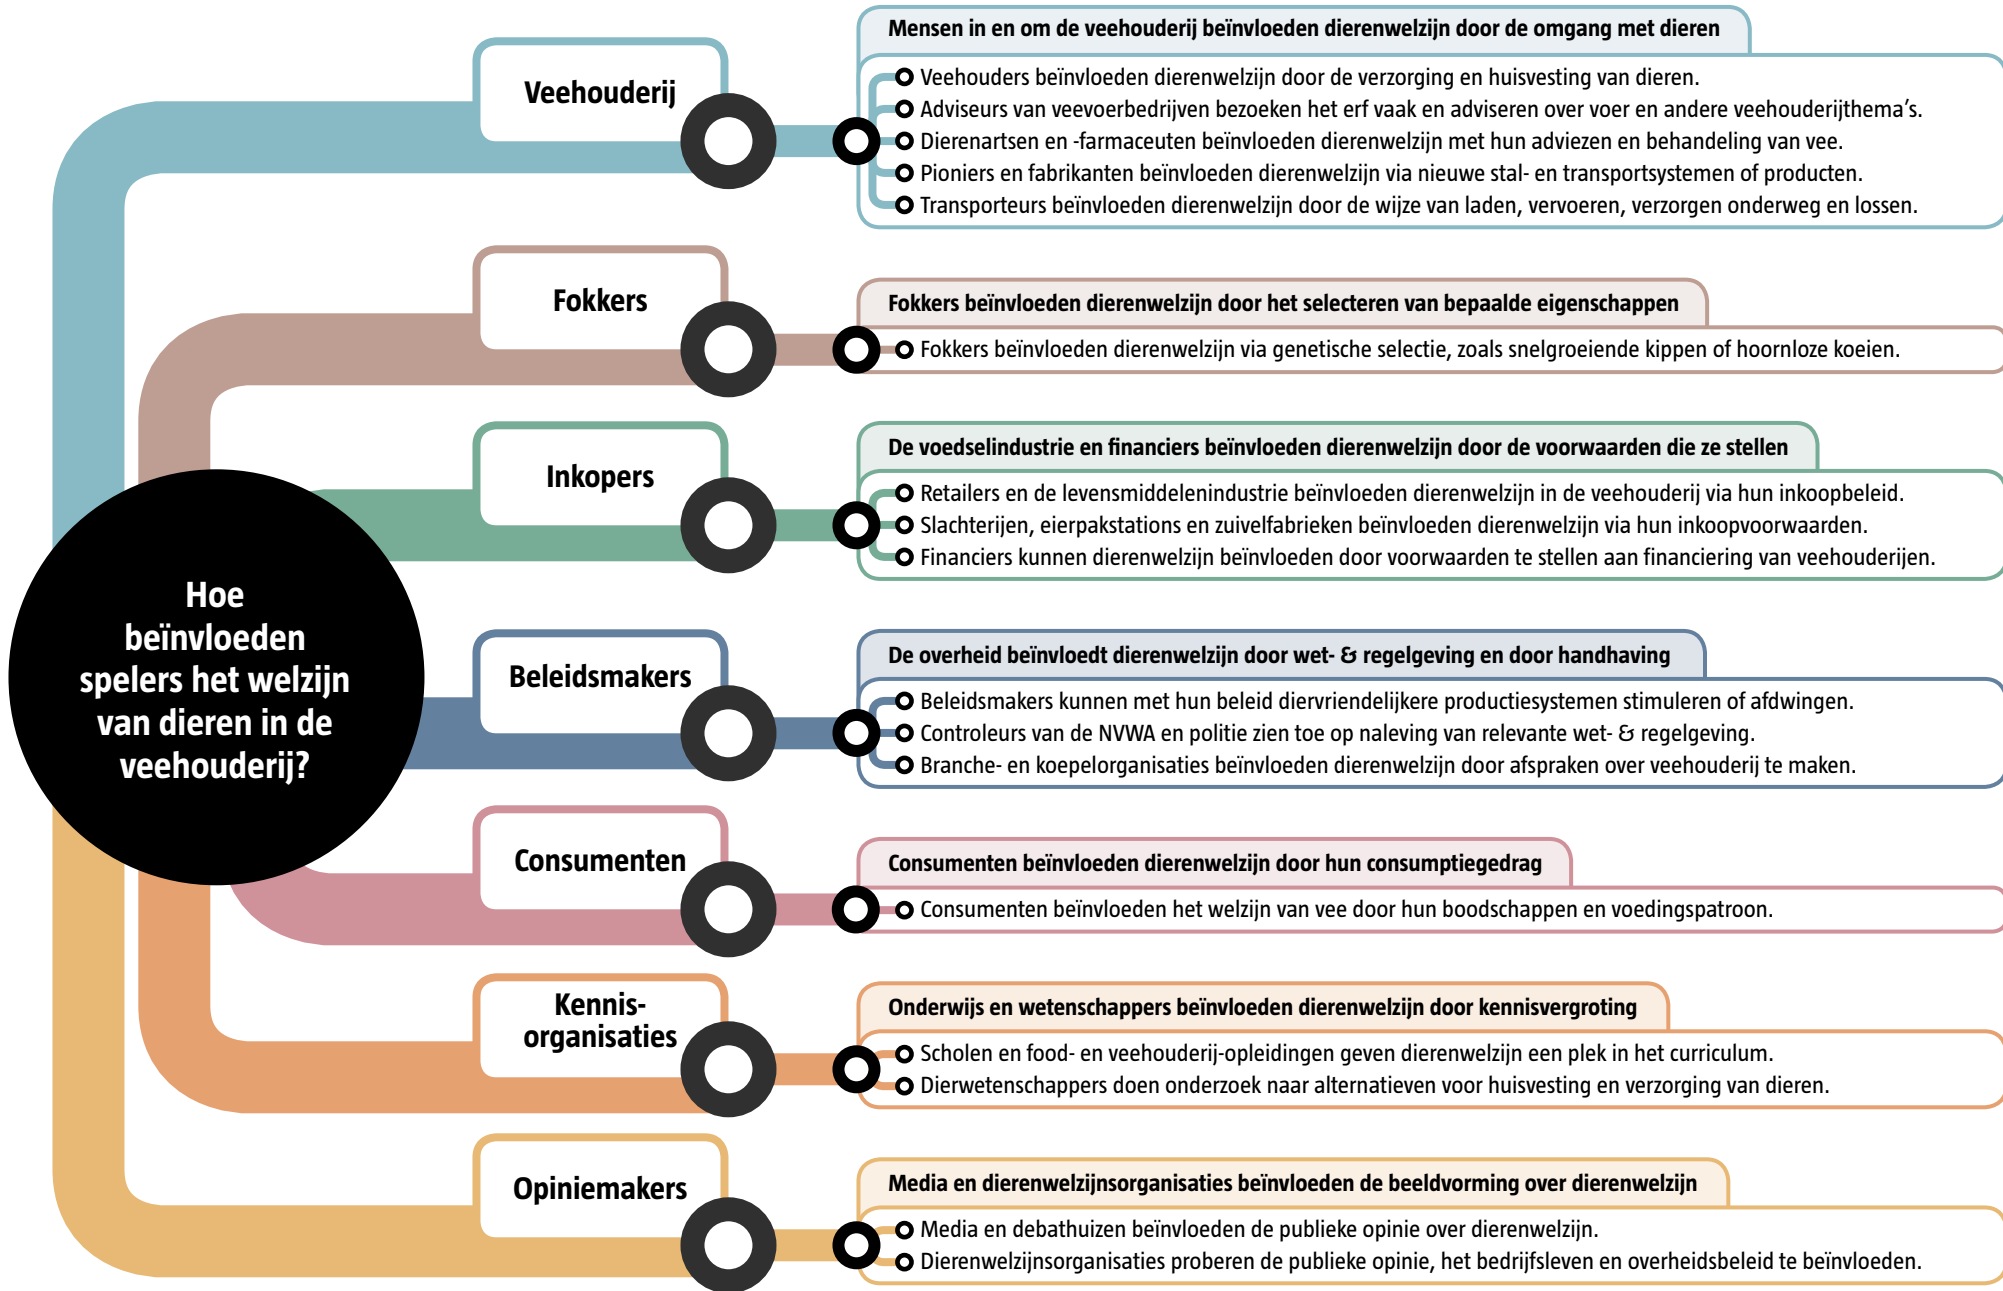 Hoe
beïnvloeden
spelers het welzijn
van dieren in de
veehouderij?
Veehouderij
Mensen in en om de veehouderij beïnvloeden dierenwelzijn door de omgang met dieren
Veehouders beïnvloeden dierenwelzijn door de verzorging en huisvesting van dieren.
Adviseurs van veevoerbedrijven bezoeken het erf vaak en adviseren over voer en andere veehouderijthema's.
Dierenartsen en -farmaceuten beïnvloeden dierenwelzijn met hun adviezen en behandeling van vee.
Pioniers en fabrikanten beïnvloeden dierenwelzijn via nieuwe stal- en transportsystemen of producten.
Transporteurs beïnvloeden dierenwelzijn door de wijze van laden, vervoeren, verzorgen onderweg en lossen.
Fokkers
Fokkers beïnvloeden dierenwelzijn door het selecteren van bepaalde eigenschappen
Fokkers beïnvloeden dierenwelzijn via genetische selectie, zoals snelgroeiende kippen of hoornloze koeien.
Inkopers
De voedselindustrie en financiers beïnvloeden dierenwelzijn door de voorwaarden die ze stellen
Retailers en de levensmiddelenindustrie beïnvloeden dierenwelzijn in de veehouderij via hun inkoopbeleid.
Slachterijen, eierpakstations en zuivelfabrieken beïnvloeden dierenwelzijn via hun inkoopvoorwaarden.
Financiers kunnen dierenwelzijn beïnvloeden door voorwaarden te stellen aan financiering van veehouderijen.
Beleidsmakers
De overheid beïnvloedt dierenwelzijn door wet- & regelgeving en door handhaving
Beleidsmakers kunnen met hun beleid diervriendelijkere productiesystemen stimuleren of afdwingen.
Controleurs van de NVWA en politie zien toe op naleving van relevante wet- & regelgeving.
Branche- en koepelorganisaties beïnvloeden dierenwelzijn door afspraken over veehouderij te maken.
Consumenten
Consumenten beïnvloeden dierenwelzijn door hun consumptiegedrag
Consumenten beïnvloeden het welzijn van vee door hun boodschappen en voedingspatroon.
Kennis-
organisaties
Onderwijs en wetenschappers beïnvloeden dierenwelzijn door kennisvergroting
Scholen en food- en veehouderij-opleidingen geven dierenwelzijn een plek in het curriculum.
Dierwetenschappers doen onderzoek naar alternatieven voor huisvesting en verzorging van dieren.
Opiniemakers
Media en dierenwelzijnsorganisaties beïnvloeden de beeldvorming over dierenwelzijn
Media en debathuizen beïnvloeden de publieke opinie over dierenwelzijn.
Dierenwelzijnsorganisaties proberen de publieke opinie, het bedrijfsleven en overheidsbeleid te beïnvloeden.